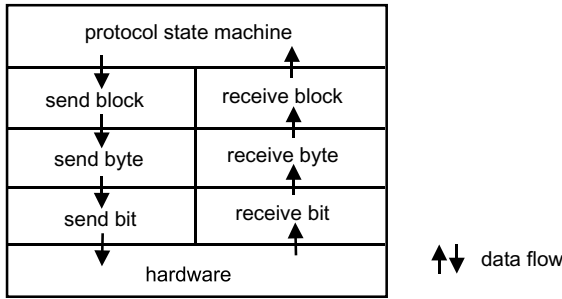 protocol state machine
send block
receive block
send byte
receive byte
send bit
receive bit
hardware
data flow